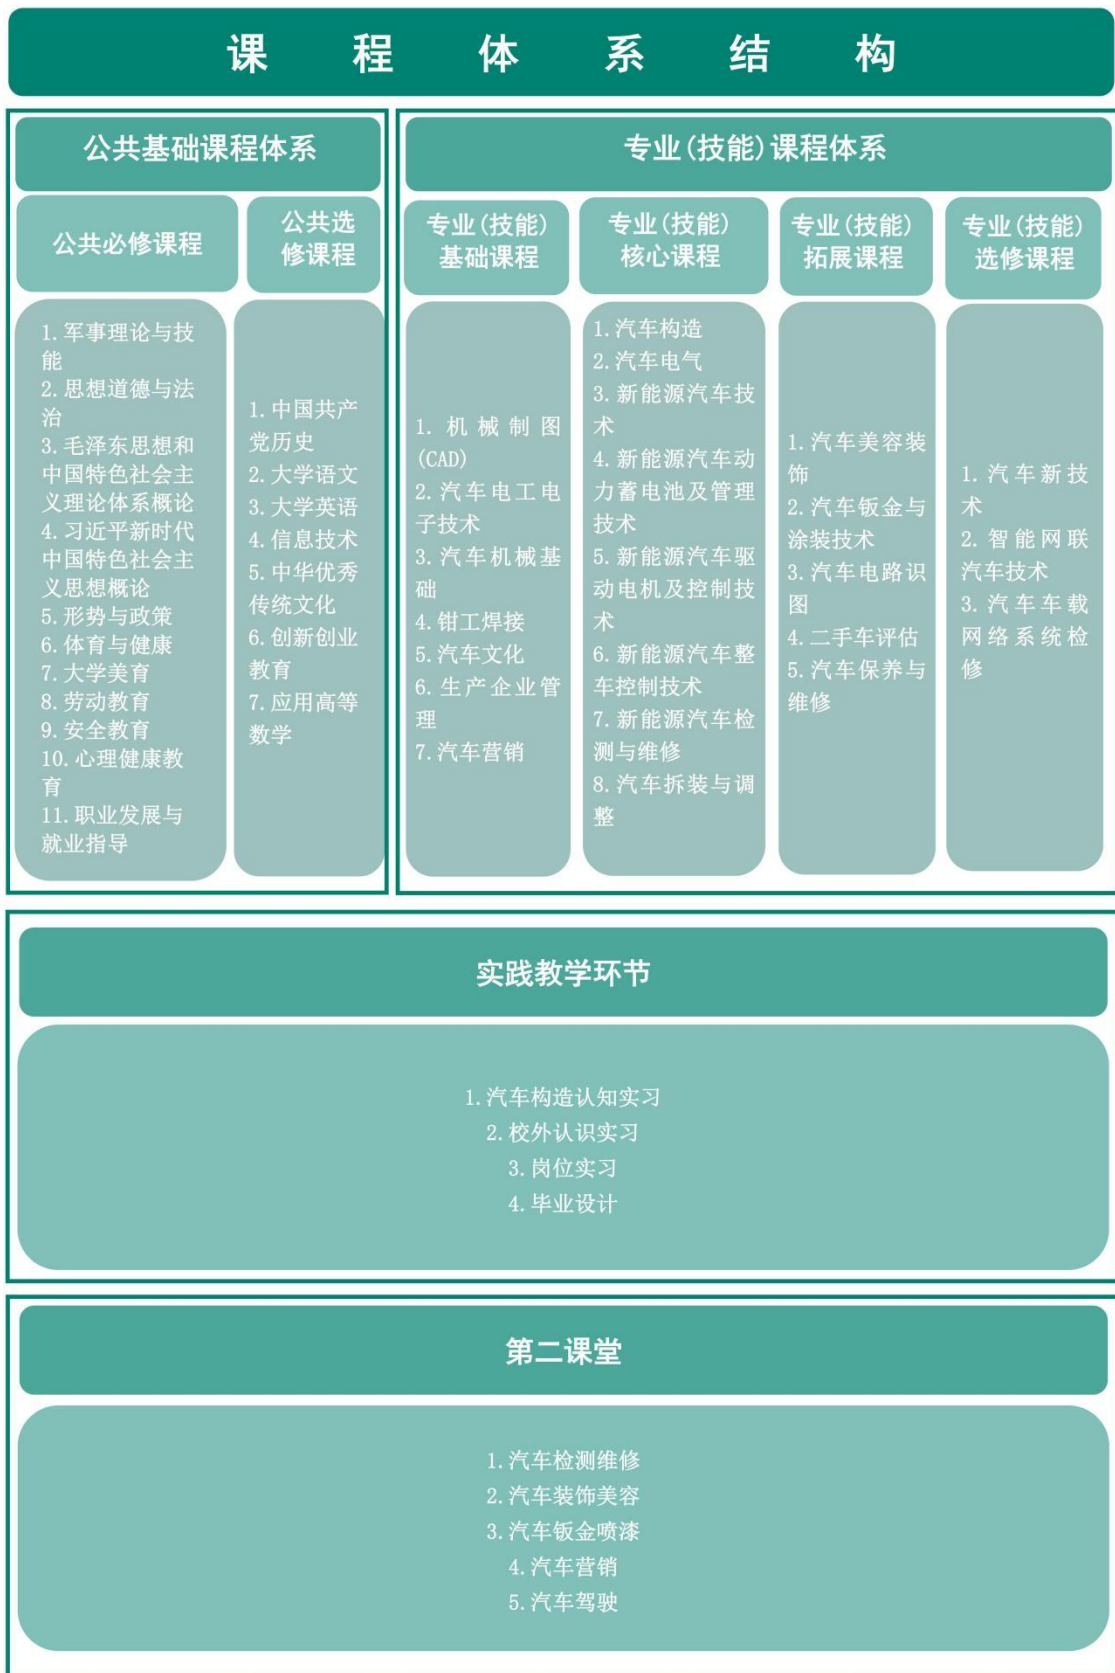 课程体系结构
公共基础课程体系
公共必修课程
1.军事理论与技
能
2.思想道德与法
治
3.毛泽东思想和
中国特色社会主
义理论体系概论
4.习近平新时代
中国特色社会主
义思想概论
5.形势与政策
6.体育与健康
7.大学美育
8.劳动教育
9.安全教育
10.心理健康教
育
11.职业发展与
就业指导
公共选
修课程
1.中国共产
党历史
2.大学语文
3.大学英语
4.信息技术
5.中华优秀
传统文化
6.创新创业
教育
7.应用高等
数学
专业(技能)课程体系
专业(技能)
基础课程
1.机械制图
(CAD)
2.汽车电工电
子技术
3.汽车机械基
础
4.钳工焊接
5.汽车文化
6.生产企业管
理
7.汽车营销
专业(技能)
核心课程
1.汽车构造
2.汽车电气
3.新能源汽车技
术
4.新能源汽车动
力蓄电池及管理
技术
5.新能源汽车驱
动电机及控制技
术
6.新能源汽车整
车控制技术
7.新能源汽车检
测与维修
8.汽车拆装与调
整
专业(技能)
拓展课程
1.汽车美容装
饰
2.汽车钣金与
涂装技术
3.汽车电路识
图
4.二手车评估
5.汽车保养与
维修
专业(技能)
选修课程
1.汽车新技
术
2.智能网联
汽车技术
3.汽车车载
网络系统检
修
实践教学环节
1.汽车构造认知实习
2.校外认识实习
3.岗位实习
4.毕业设计
第二课堂
1.汽车检测维修
2.汽车装饰美容
3.汽车钣金喷漆
4.汽车营销
5.汽车驾驶